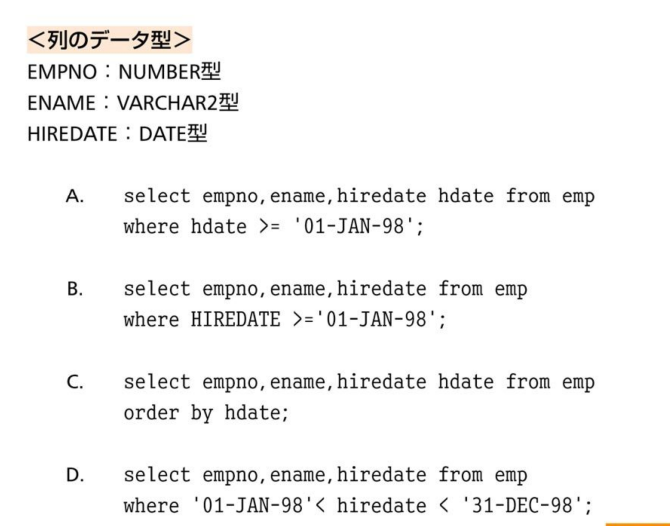 ＜列のデータ型＞
EMPNO：NUMBER型
ENAME：VARCHAR2型
HIREDATE：DATE型
A. select empno,ename,hiredate hdate from emp
where hdate >= '01-JAN-98';
B. select empno,ename,hiredate from emp
where HIREDATE >='01-JAN-98';
C. select empno,ename,hiredate hdate from emp
order by hdate;
D. select empno,ename,hiredate from emp
where '01-JAN-98'< hiredate < '31-DEC-98';